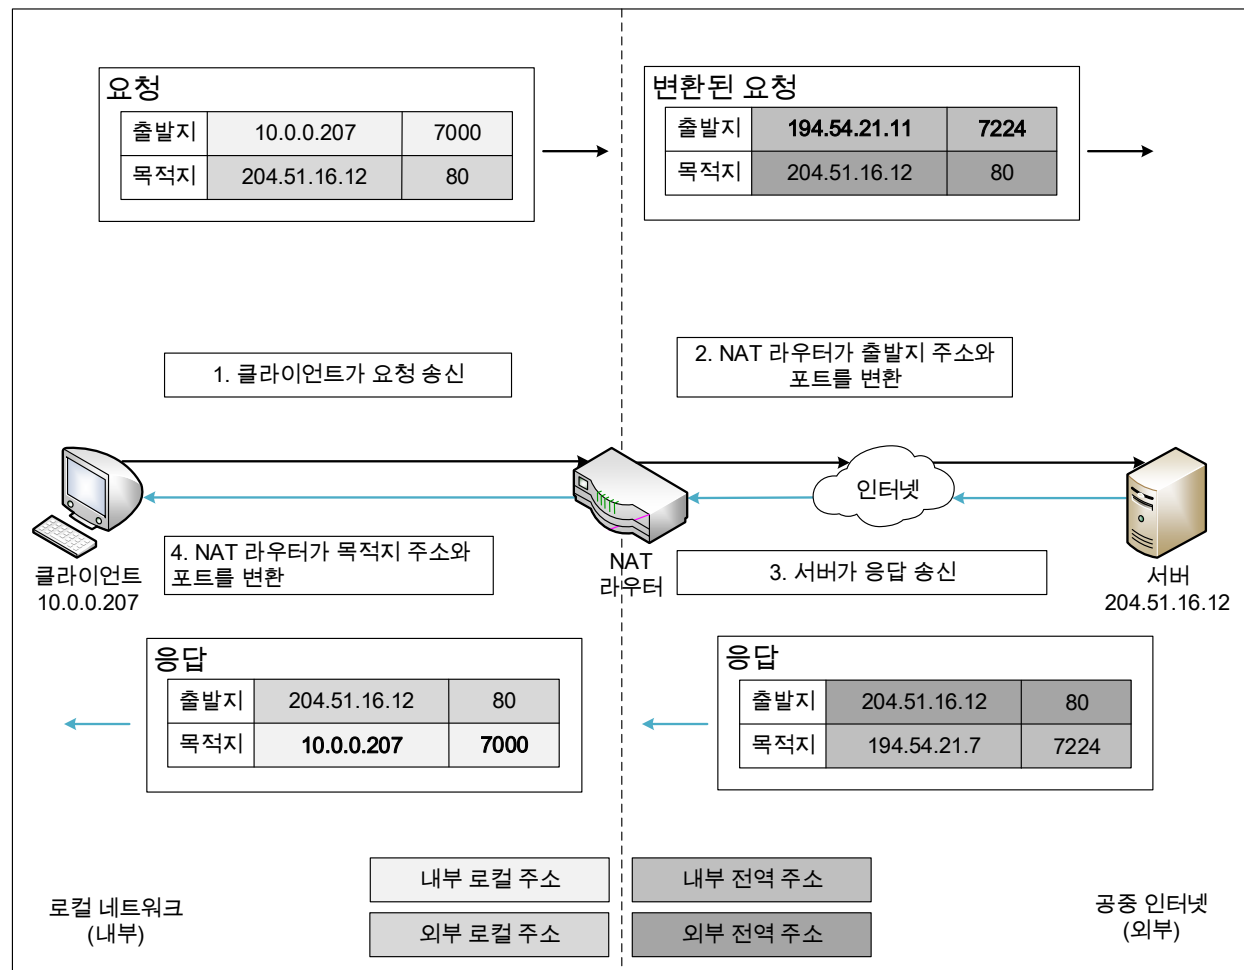 요청
출발지 10.0.0.207 7000
목적지 204.51.16.12 80
변환된 요청
출발지 194.54.21.11 7224
목적지 204.51.16.12 80
1. 클라이언트가 요청 송신
2. NAT 라우터가 출발지 주소와
포트를 변환
인터넷
클라이언트
10.0.0.207
4. NAT 라우터가 목적지 주소와
포트를 변환
NAT
라우터
3. 서버가 응답 송신
서버
204.51.16.12
응답
출발지 204.51.16.12 80
목적지 10.0.0.207 7000
응답
출발지 204.51.16.12 80
목적지 194.54.21.7 7224
내부 로컬 주소
내부 전역 주소
외부 로컬 주소
외부 전역 주소
로컬 네트워크
(내부)
공중 인터넷
(외부)